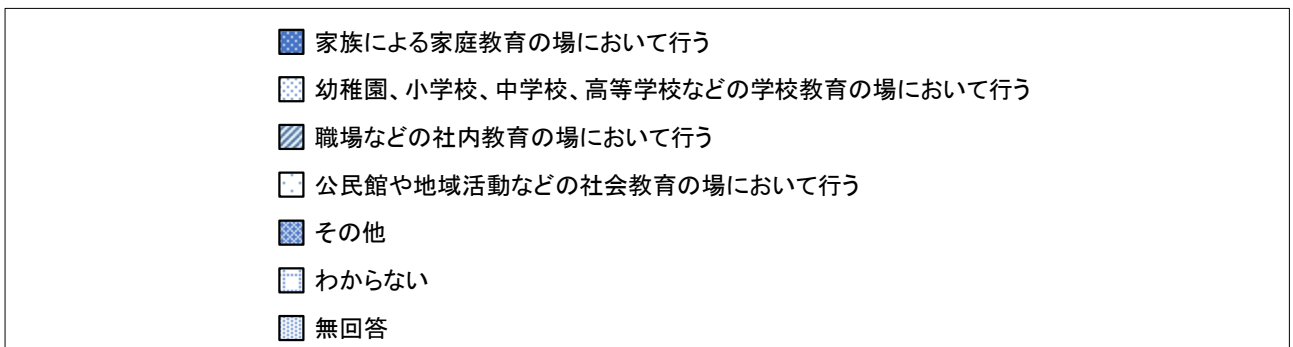 家族による家庭教育の場において行う
幼稚園、小学校、中学校、高等学校などの学校教育の場において行う
職場などの社内教育の場において行う
公民館や地域活動などの社会教育の場において行う
その他
わからない
無回答